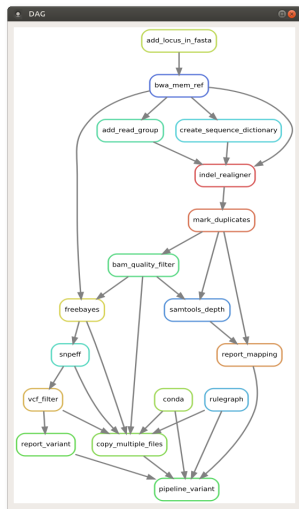 DAG
add_locus_in_fasta
bwa_mem_ref
add_read_group
create_sequence_dictionary
indel_realigner
mark_duplicates
bam_quality_filter
freebayes
samtools_depth
snpeff
report_mapping
vcf_filter
conda
rulegraph
report_variant
copy_multiple_files
pipeline_variant